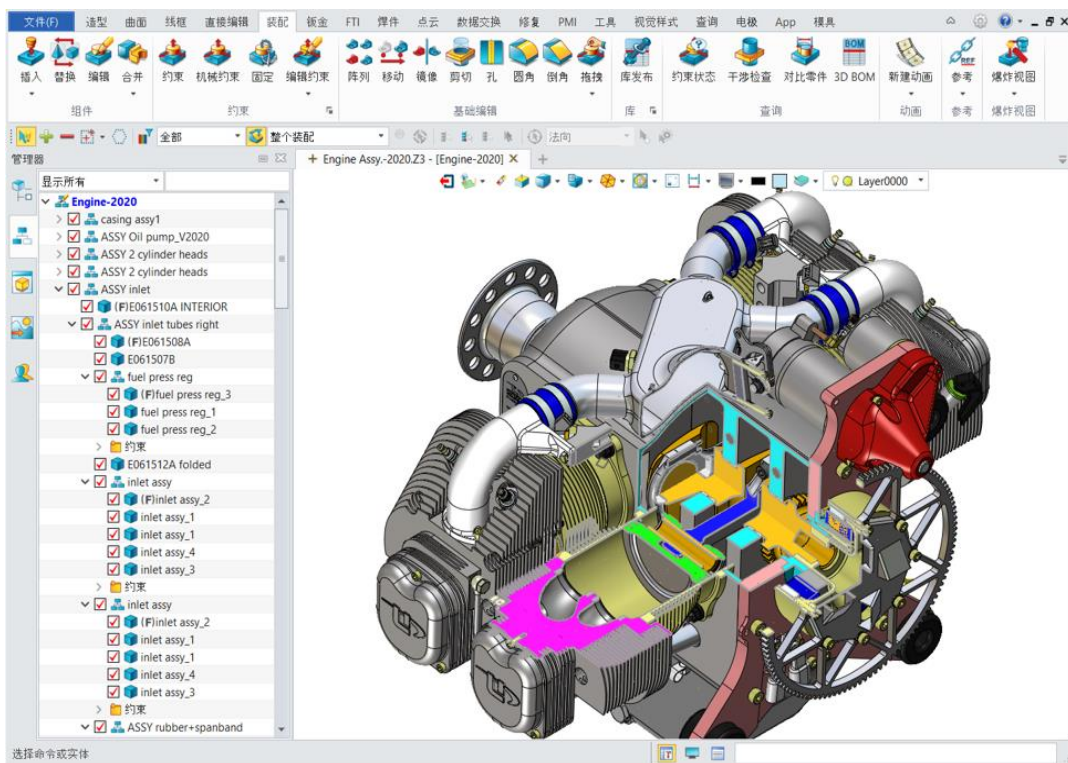 文件(F) 造型 曲面 线框 直接编辑 装配 钣金 FTI 焊件 点云 数据交换 修复 PMI 工具 视觉样式 查询 电极 App 模具
插入 替换 编辑 合并 约束 机械约束 固定 编辑约束 阵列 移动 镜像 剪切 孔 圆角 倒角 拖拽 库发布 约束状态 干涉检查 对比零件 3D BOM 新建动画 参考 爆炸视图
组件 约束 基础编辑 库 查询 动画 参考 爆炸视图
全部 整个装配 法向
管理器 Engine Assy.-2020.Z3 - [Engine-2020]
显示所有 Layer0000
Engine-2020
casing assy1
ASSY Oil pump_V2020
ASSY 2 cylinder heads
ASSY 2 cylinder heads
ASSY inlet
(F)E061510A INTERIOR
ASSY inlet tubes right
(F)E061508A
E061507B
fuel press reg
(F)fuel press reg_3
fuel press reg_1
fuel press reg_2
约束
E061512A folded
inlet assy
(F)inlet assy_2
inlet assy_1
inlet assy_1
inlet assy_4
inlet assy_3
约束
inlet assy
(F)inlet assy_2
inlet assy_1
inlet assy_1
inlet assy_4
inlet assy_3
约束
ASSY rubber+spanband
选择命令或实体